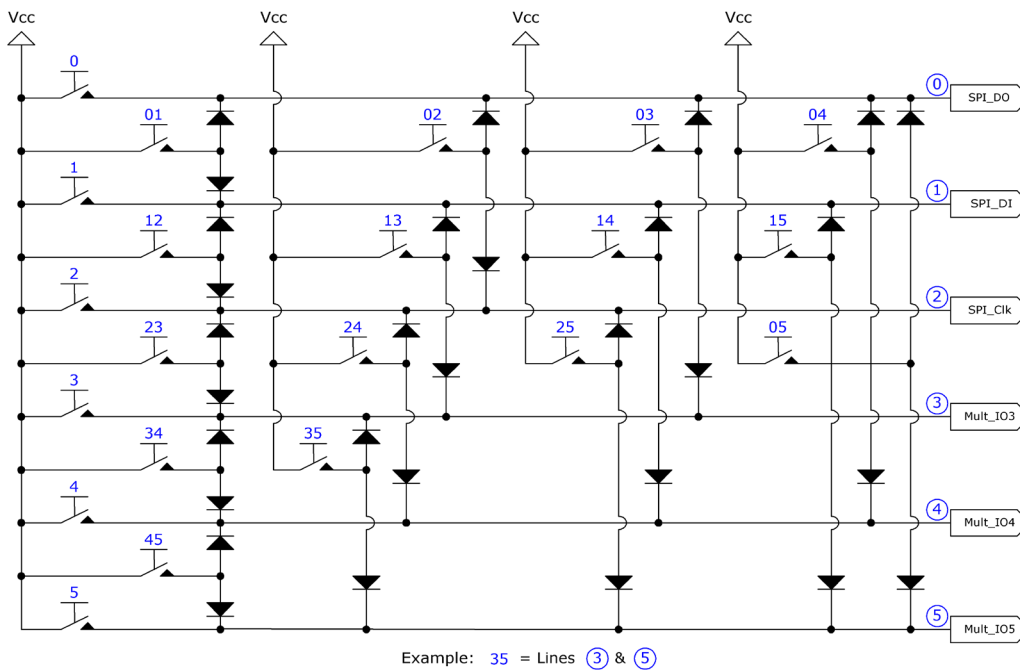 Vcc Vcc Vcc Vcc
0
0 SPI_DO
01 02 03 04
1
1 SPI_DI
12 13 14 15
2
2 SPI_Clk
23 24 25 05
3
3 Mult_IO3
34 35
4
4 Mult_IO4
45
5
5 Mult_IO5
Example: 35 = Lines 3 & 5